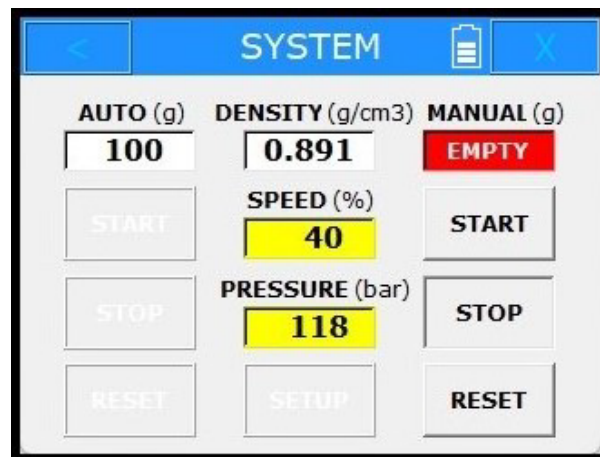 < SYSTEM X
AUTO (g) DENSITY (g/cm3) MANUAL (g)
100 0.891 EMPTY
SPEED (%)
START 40 START
PRESSURE (bar)
STOP 118 STOP
RESET SETUP RESET